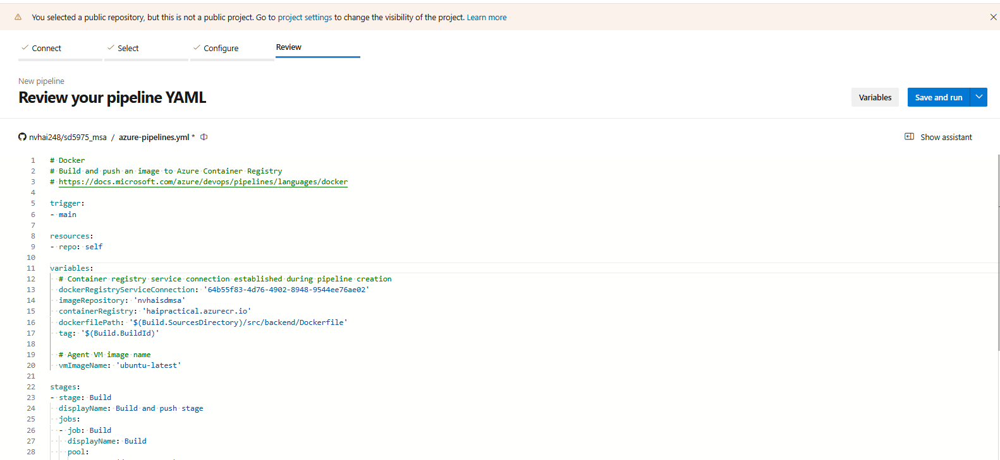 You selected a public repository, but this is not a public project. Go to project settings to change the visibility of the project. Learn more
Connect
Select
Configure
Review
New pipeline
Review your pipeline YAML
Variables
Save and run
nvhai248/sd5975_msa / azure-pipelines.yml *
Show assistant
1 # Docker
2 # Build and push an image to Azure Container Registry
3 # https://docs.microsoft.com/azure/devops/pipelines/languages/docker
4
5 trigger:
6 - main
7
8 resources:
9 - repo: self
10
11 variables:
12   # Container registry service connection established during pipeline creation
13   dockerRegistryServiceConnection: '64b55f83-4d76-4902-8948-9544ee76ae02'
14   imageRepository: 'nvhaisdmsa'
15   containerRegistry: 'haipractical.azurecr.io'
16   dockerfilePath: '$(Build.SourcesDirectory)/src/backend/Dockerfile'
17   tag: '$(Build.BuildId)'
18
19   # Agent VM image name
20   vmImageName: 'ubuntu-latest'
21
22 stages:
23 - stage: Build
24   displayName: Build and push stage
25   jobs:
26   - job: Build
27     displayName: Build
28     pool: